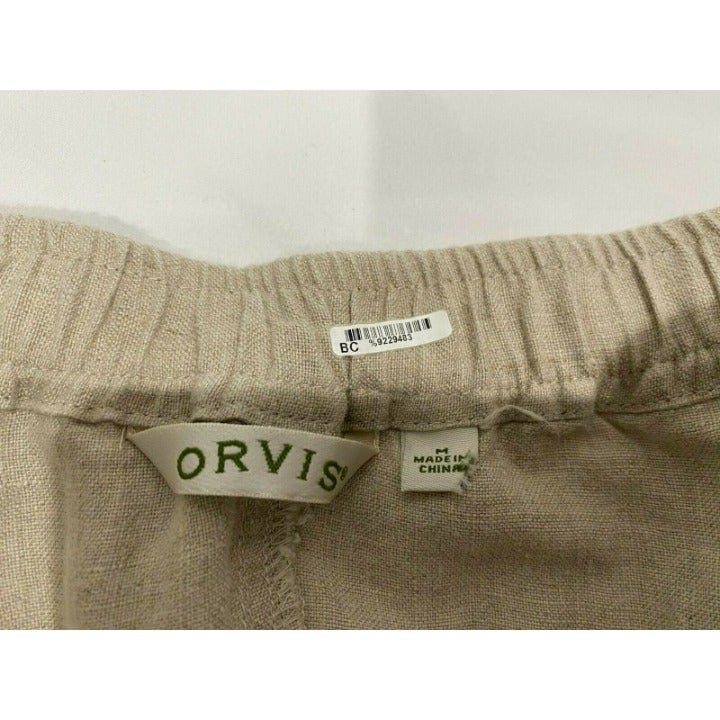 BC %9229483
ORVIS®
M
MADE IN
CHINA